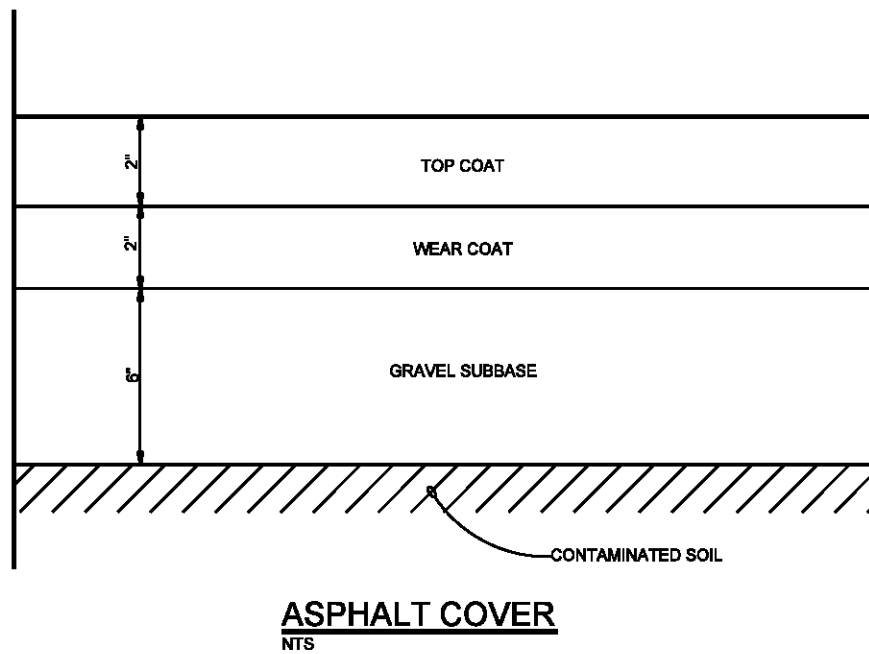 2"
TOP COAT
2"
WEAR COAT
6"
GRAVEL SUBBASE
CONTAMINATED SOIL
ASPHALT COVER
NTS